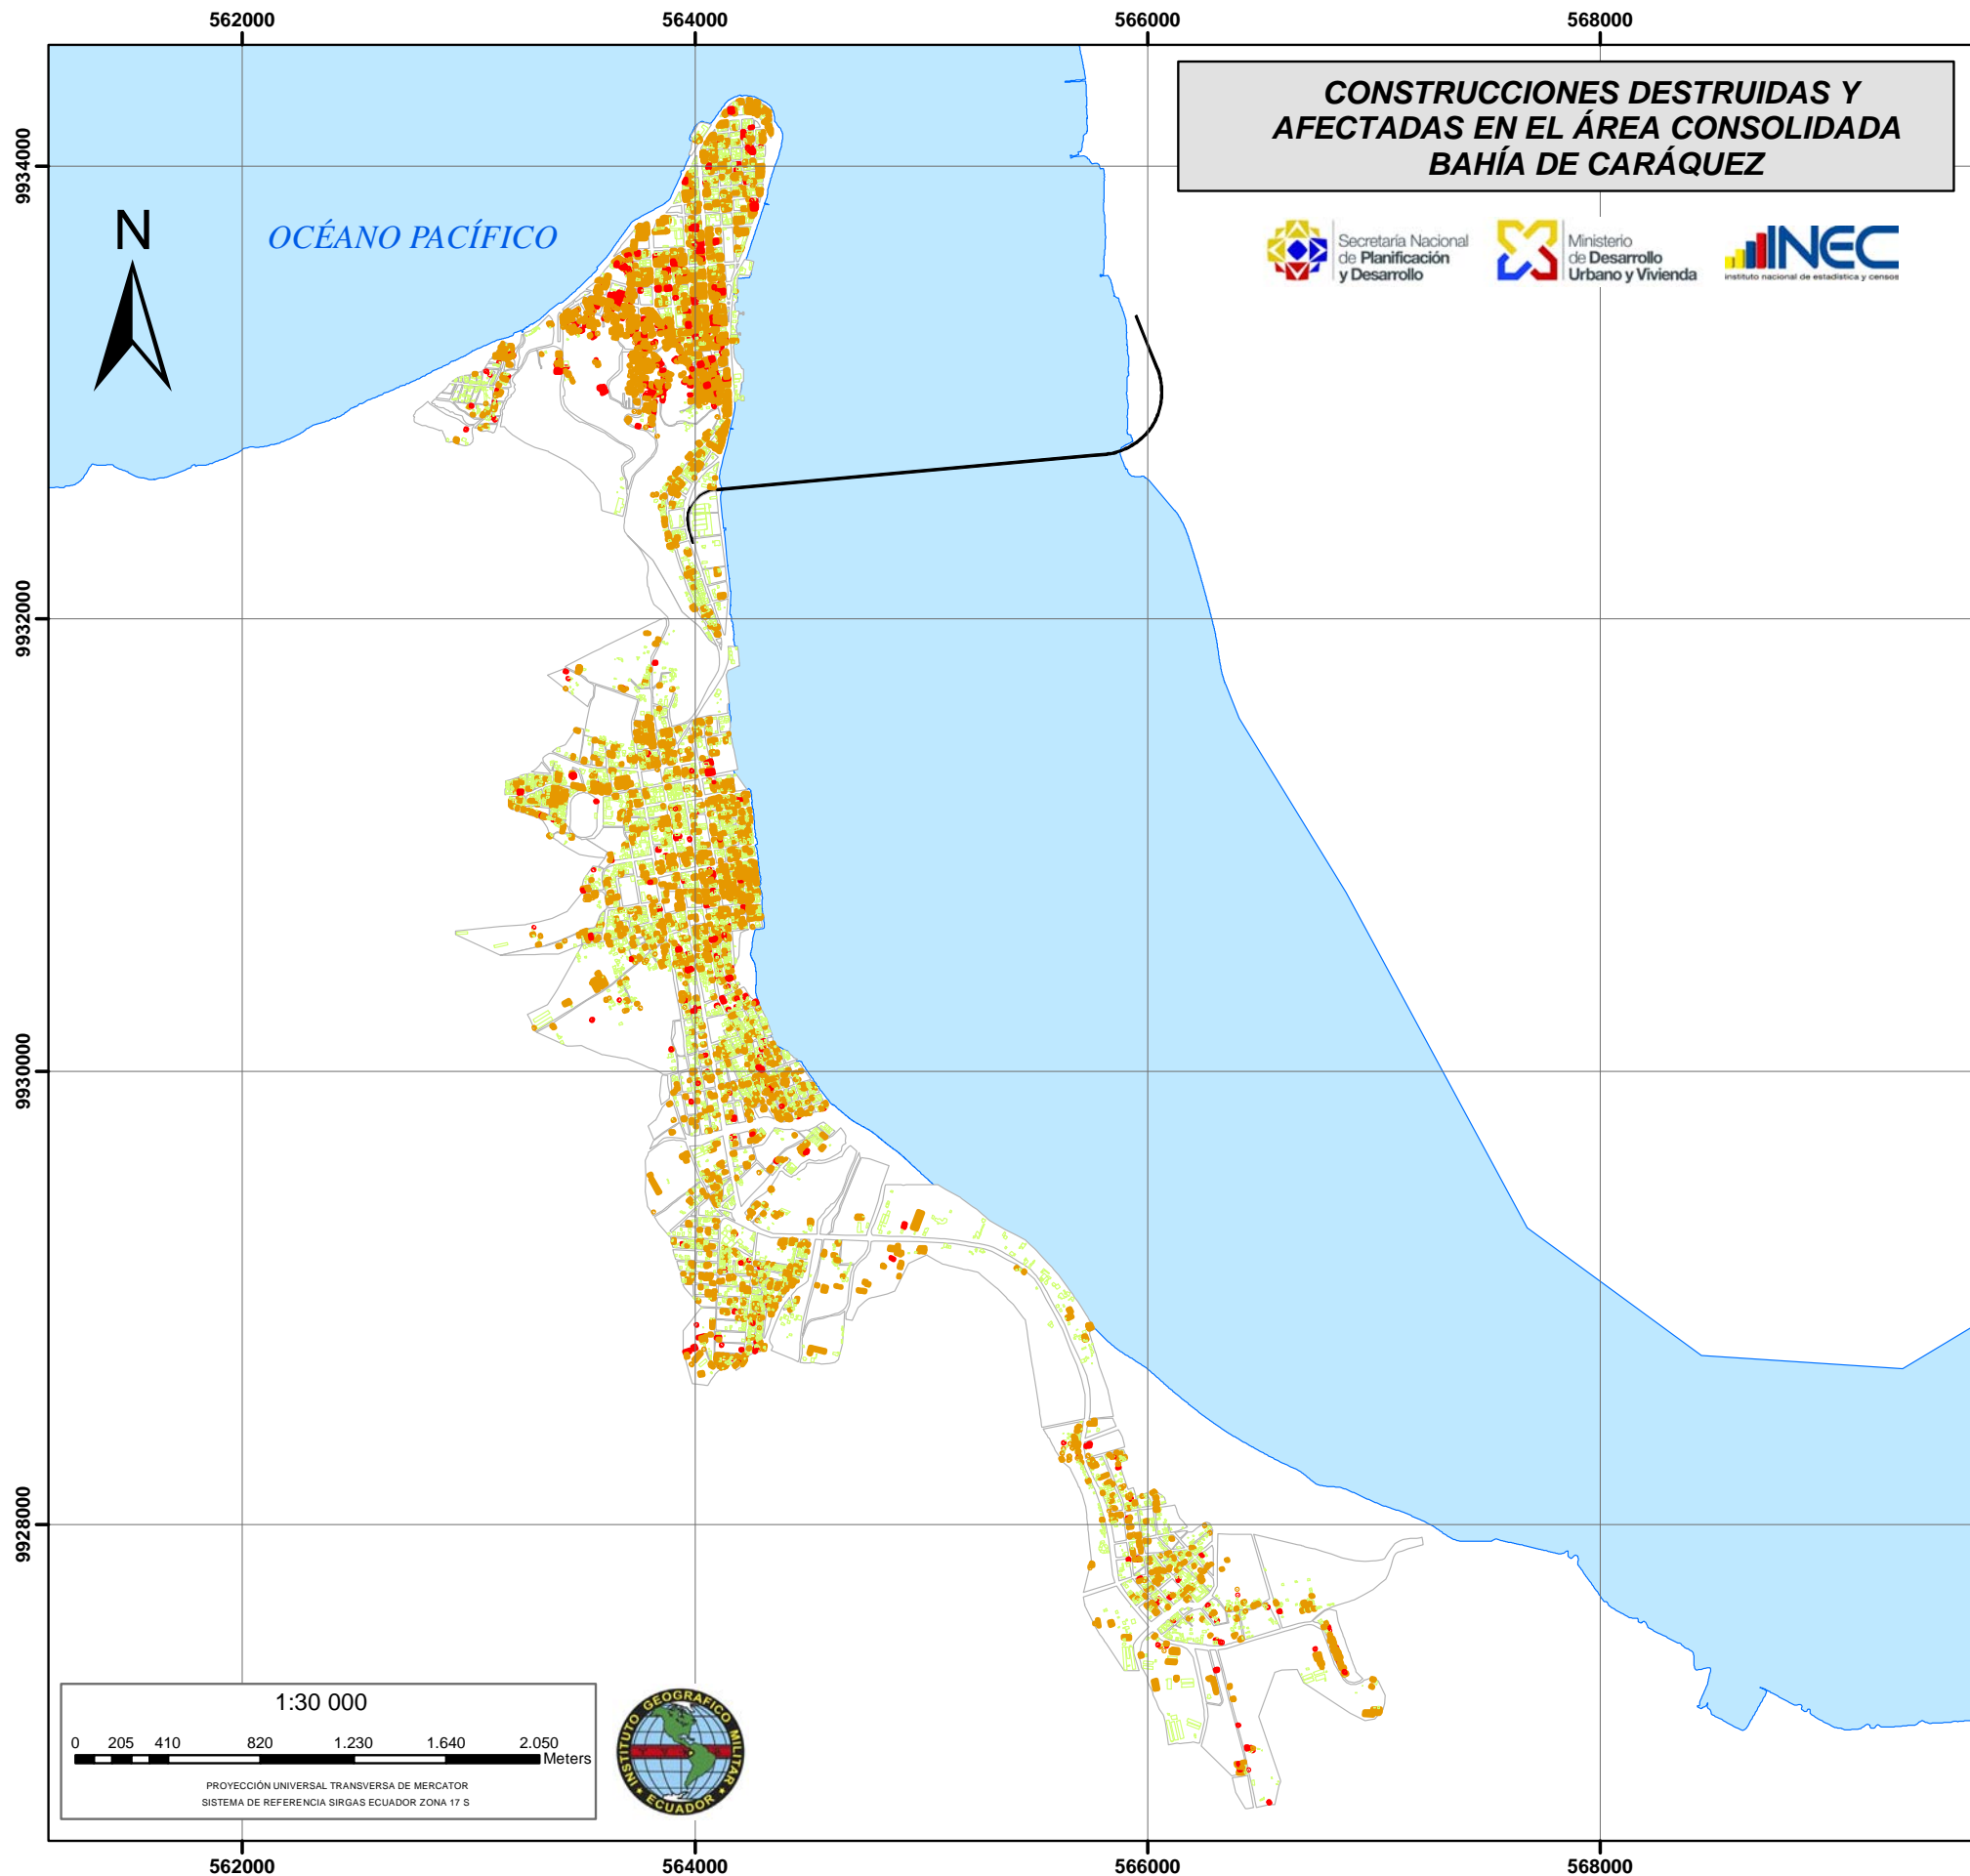 562000 564000 566000 568000
CONSTRUCCIONES DESTRUIDAS Y
AFECTADAS EN EL ÁREA CONSOLIDADA
BAHÍA DE CARÁQUEZ
9934000
N
OCÉANO PACÍFICO
Secretaría Nacional
de Planificación
y Desarrollo
Ministerio
de Desarrollo
Urbano y Vivienda
INEC
instituto nacional de estadística y censos
9932000
9930000
9928000
1:30 000
0 205 410 820 1.230 1.640 2.050
Meters
PROYECCIÓN UNIVERSAL TRANSVERSA DE MERCATOR
SISTEMA DE REFERENCIA SIRGAS ECUADOR ZONA 17 S
INSTITUTO GEOGRAFICO MILITAR
ECUADOR
562000 564000 566000 568000